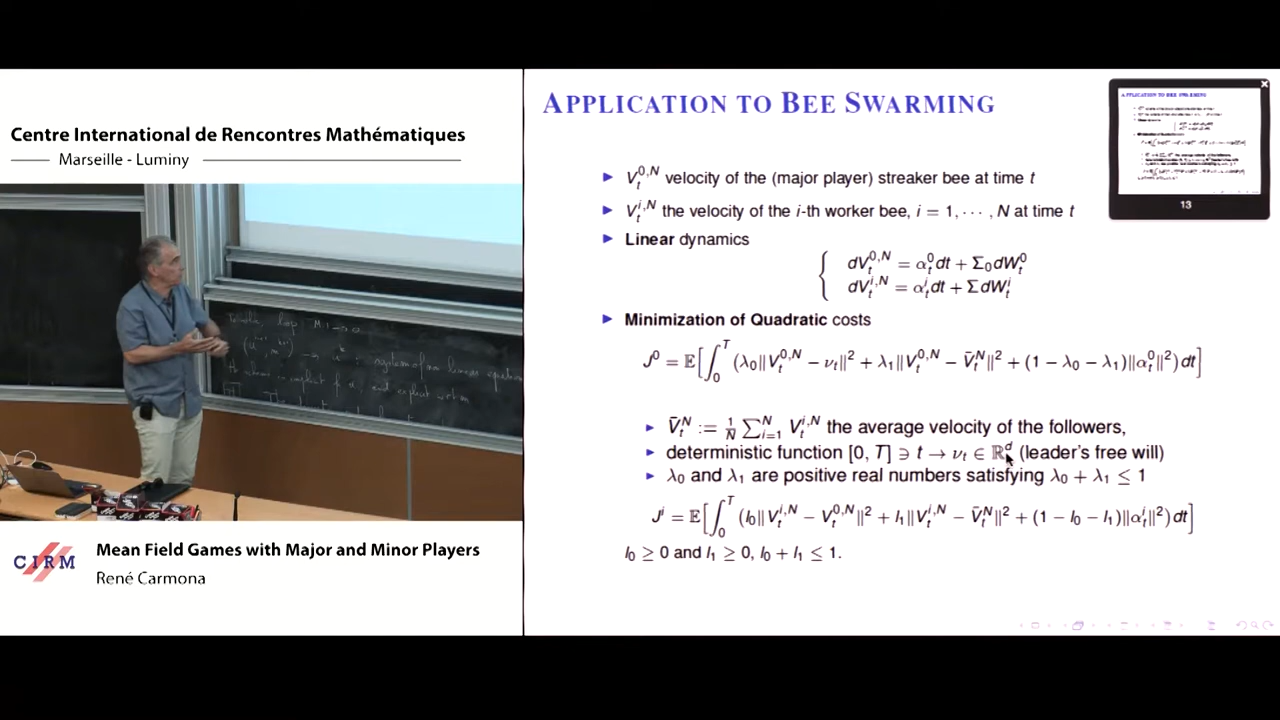 Centre International de Rencontres Mathématiques
Marseille - Luminy
CIRM
Mean Field Games with Major and Minor Players
René Carmona
APPLICATION TO BEE SWARMING
V_t^{0,N} velocity of the (major player) streaker bee at time t
V_t^{i,N} the velocity of the i-th worker bee, i = 1, ⋯ , N at time t
Linear dynamics
dV_t^{0,N} = α_t^0 dt + Σ_0 dW_t^0
dV_t^{i,N} = α_t^i dt + Σ dW_t^i
Minimization of Quadratic costs
J^0 = 𝔼[∫_0^T (λ_0‖V_t^{0,N} − ν_t‖² + λ_1‖V_t^{0,N} − V̄_t^N‖² + (1 − λ_0 − λ_1)‖α_t^0‖²) dt]
V̄_t^N := 1/N ∑_{i=1}^N V_t^{i,N} the average velocity of the followers,
deterministic function [0, T] ∋ t → ν_t ∈ ℝ^d (leader's free will)
λ_0 and λ_1 are positive real numbers satisfying λ_0 + λ_1 ≤ 1
J^i = 𝔼[∫_0^T (l_0‖V_t^{i,N} − V_t^{0,N}‖² + l_1‖V_t^{i,N} − V̄_t^N‖² + (1 − l_0 − l_1)‖α_t^i‖²) dt]
l_0 ≥ 0 and l_1 ≥ 0, l_0 + l_1 ≤ 1.
APPLICATION TO BEE SWARMING
13